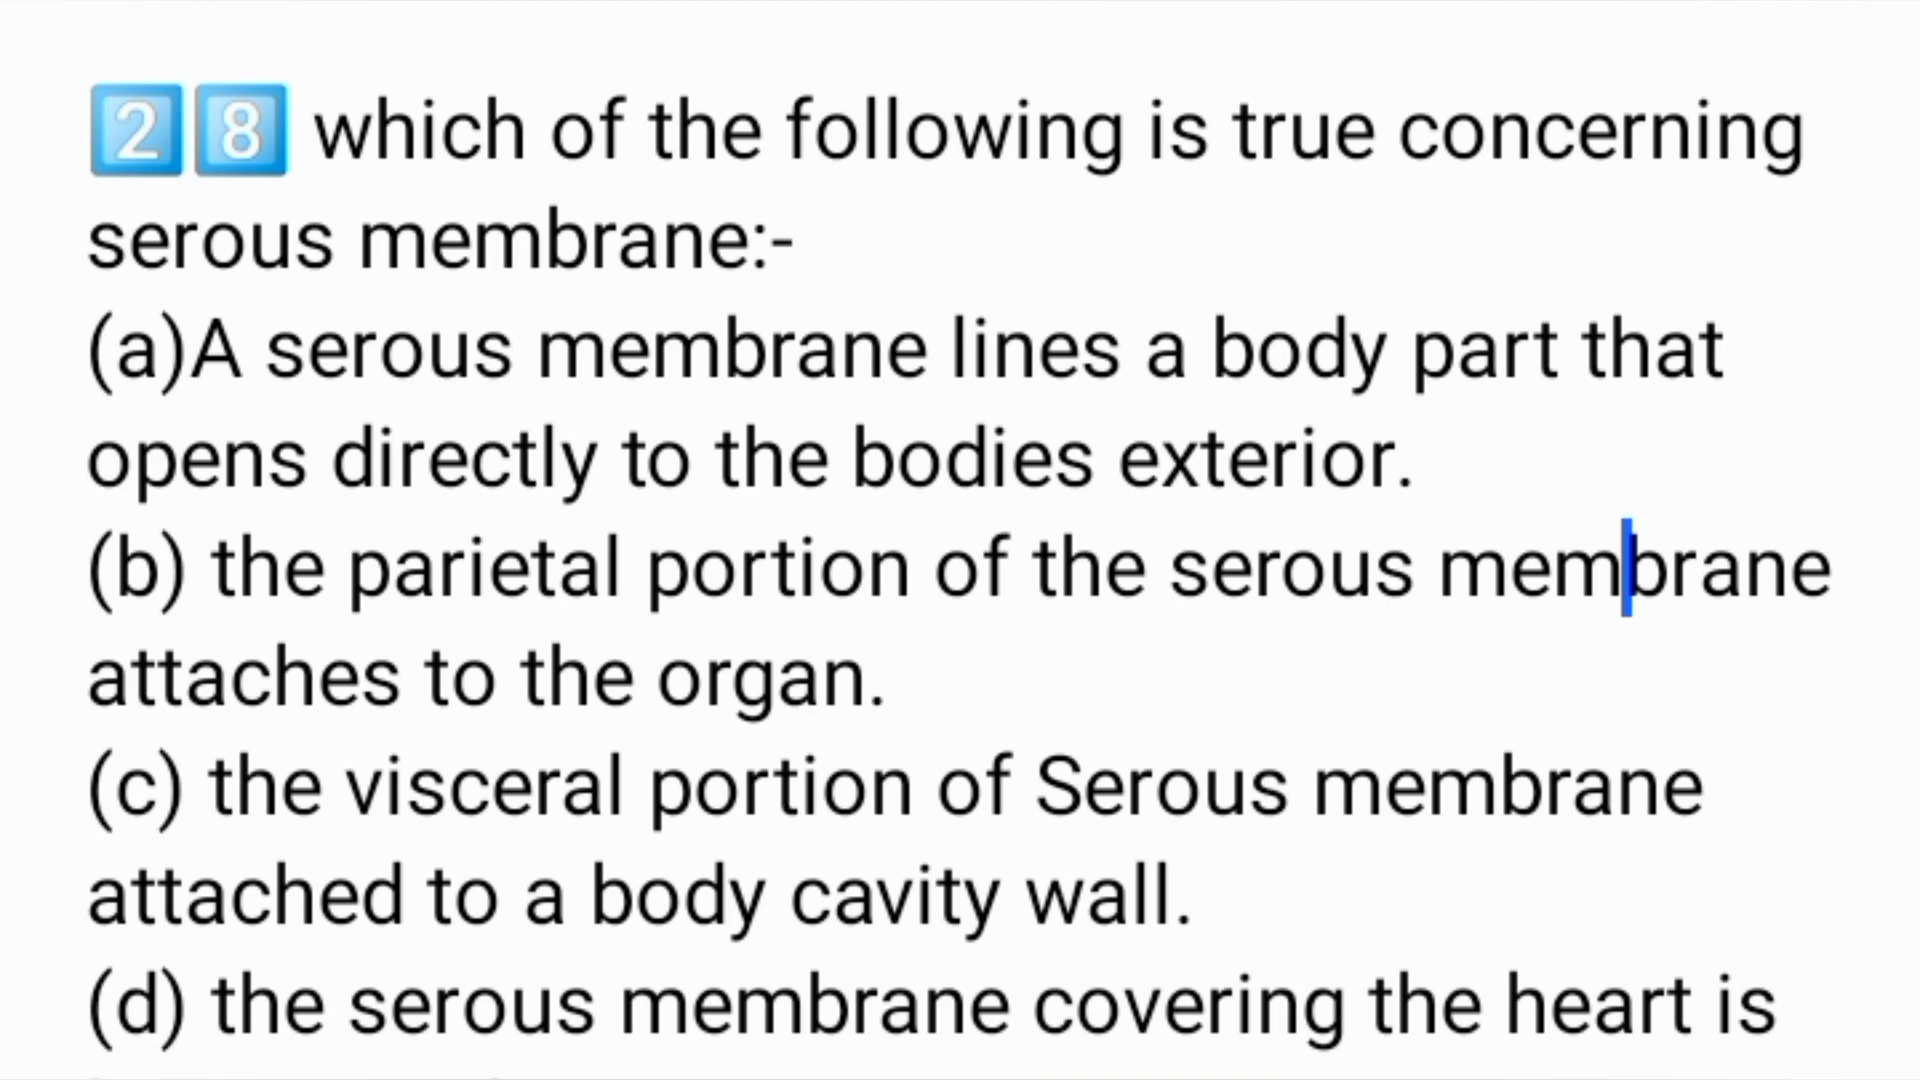 28 which of the following is true concerning
serous membrane:-
(a)A serous membrane lines a body part that
opens directly to the bodies exterior.
(b) the parietal portion of the serous membrane
attaches to the organ.
(c) the visceral portion of Serous membrane
attached to a body cavity wall.
(d) the serous membrane covering the heart is